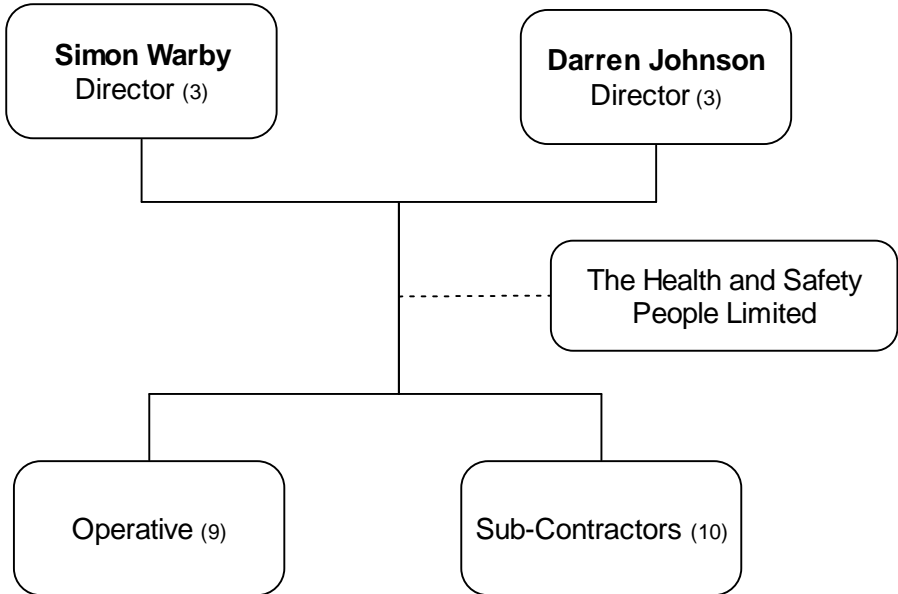 Simon Warby
Director (3)
Darren Johnson
Director (3)
The Health and Safety
People Limited
Operative (9)
Sub-Contractors (10)